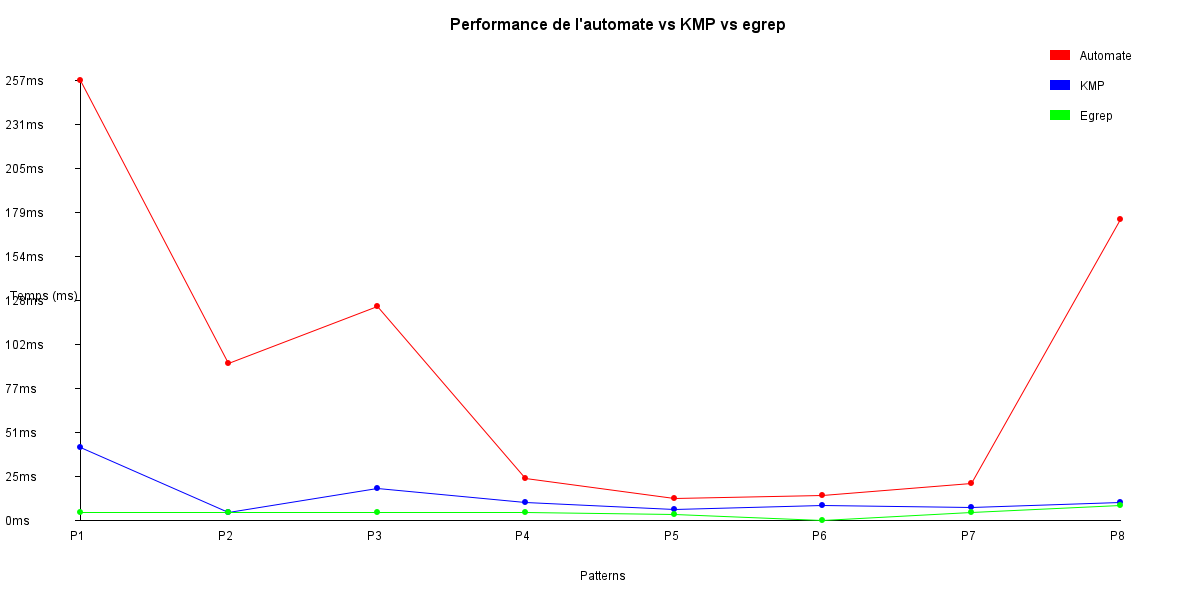 Performance de l'automate vs KMP vs egrep
Automate
KMP
Egrep
257ms
231ms
205ms
179ms
154ms
Temps (ms)
128ms
102ms
77ms
51ms
25ms
0ms
P1 P2 P3 P4 P5 P6 P7 P8
Patterns